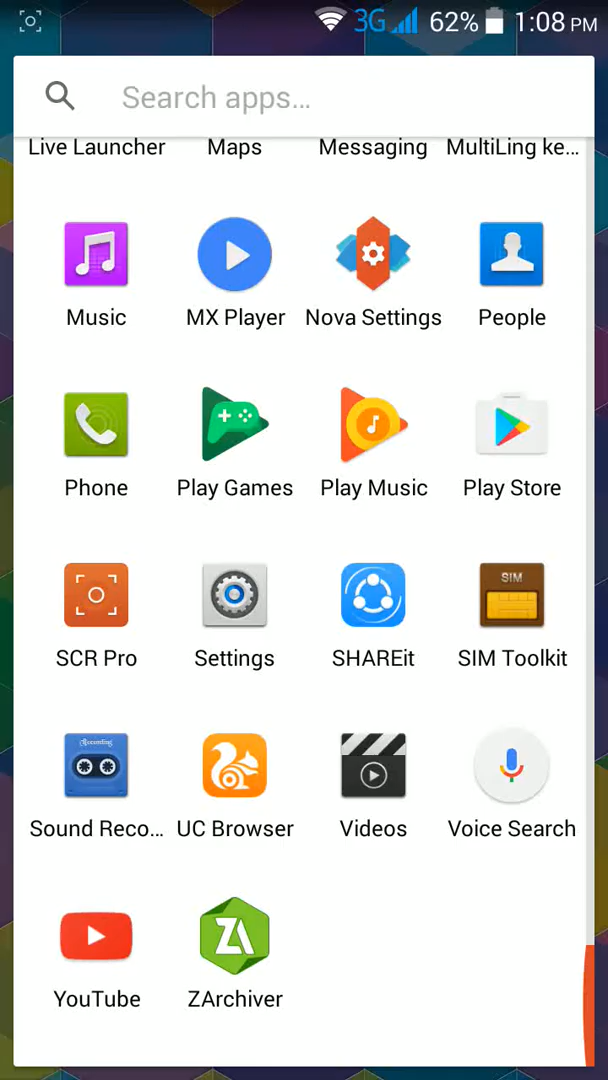 3G 62% 1:08 PM
Search apps...
Live Launcher Maps Messaging MultiLing ke...
Music MX Player Nova Settings People
Phone Play Games Play Music Play Store
SIM
SCR Pro Settings SHAREit SIM Toolkit
Recording
Sound Reco... UC Browser Videos Voice Search
ZA
YouTube ZArchiver